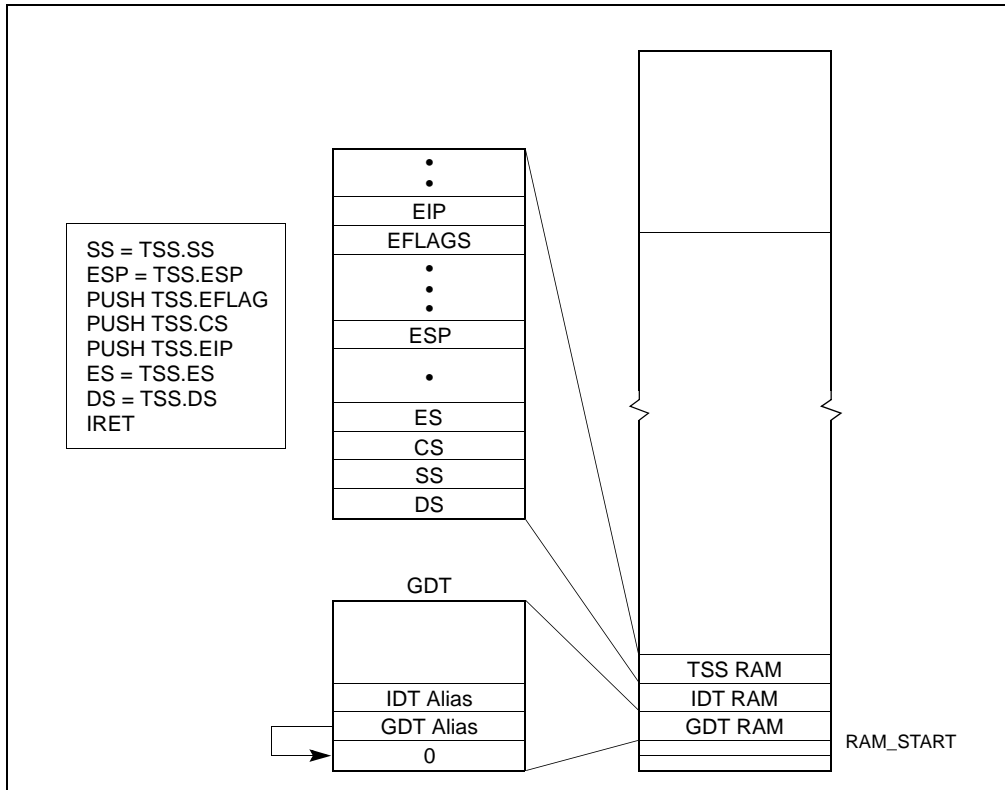 SS = TSS.SS
ESP = TSS.ESP
PUSH TSS.EFLAG
PUSH TSS.CS
PUSH TSS.EIP
ES = TSS.ES
DS = TSS.DS
IRET
EIP
EFLAGS
ESP
ES
CS
SS
DS
GDT
IDT Alias
GDT Alias
0
TSS RAM
IDT RAM
GDT RAM
RAM_START